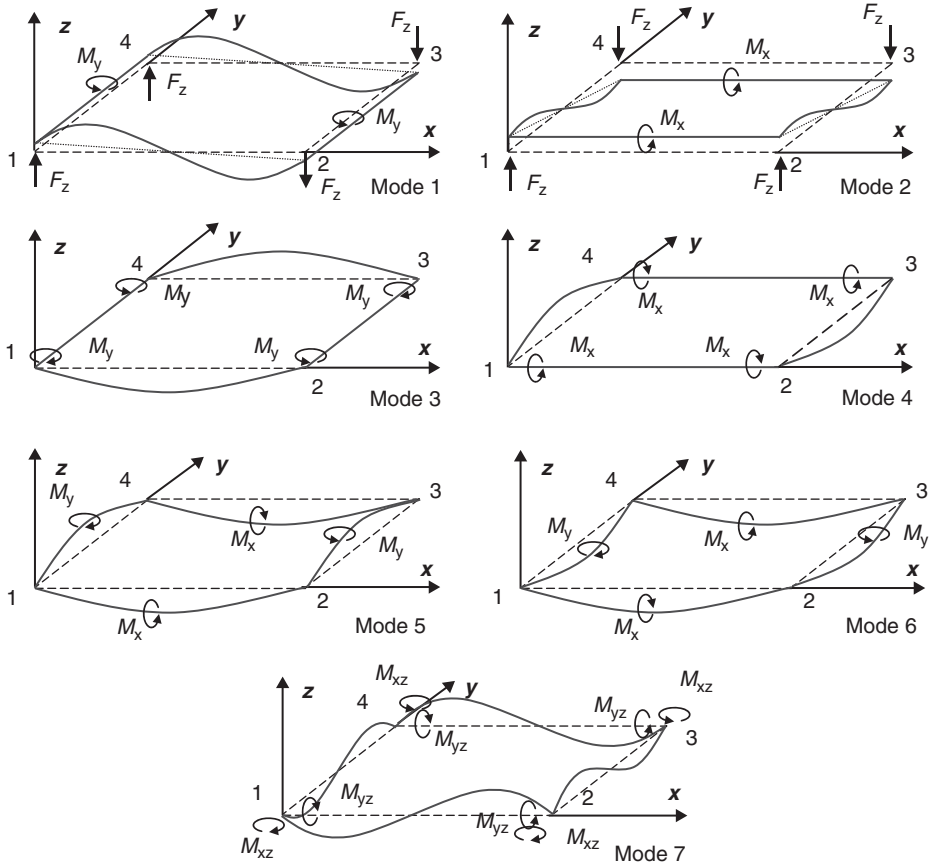 z 4 y F_z 3
M_y F_z M_y x
1 F_z 2 F_z Mode 1
z F_z 4 y F_z 3
M_x
M_x x
1 F_z F_z 2 Mode 2
z 4 y 3
M_y M_y
1 M_y M_y x
2 Mode 3
z 4 y 3
M_x M_x
M_x M_x x
1 2 Mode 4
z 4 y 3
M_y M_x M_y
x
1 M_x 2 Mode 5
z 4 y 3
M_y M_x M_y
x
1 M_x 2 Mode 6
M_xz M_xz
z 4 y M_yz
M_yz 3
1 M_yz 2 x
M_xz M_yz M_xz
Mode 7